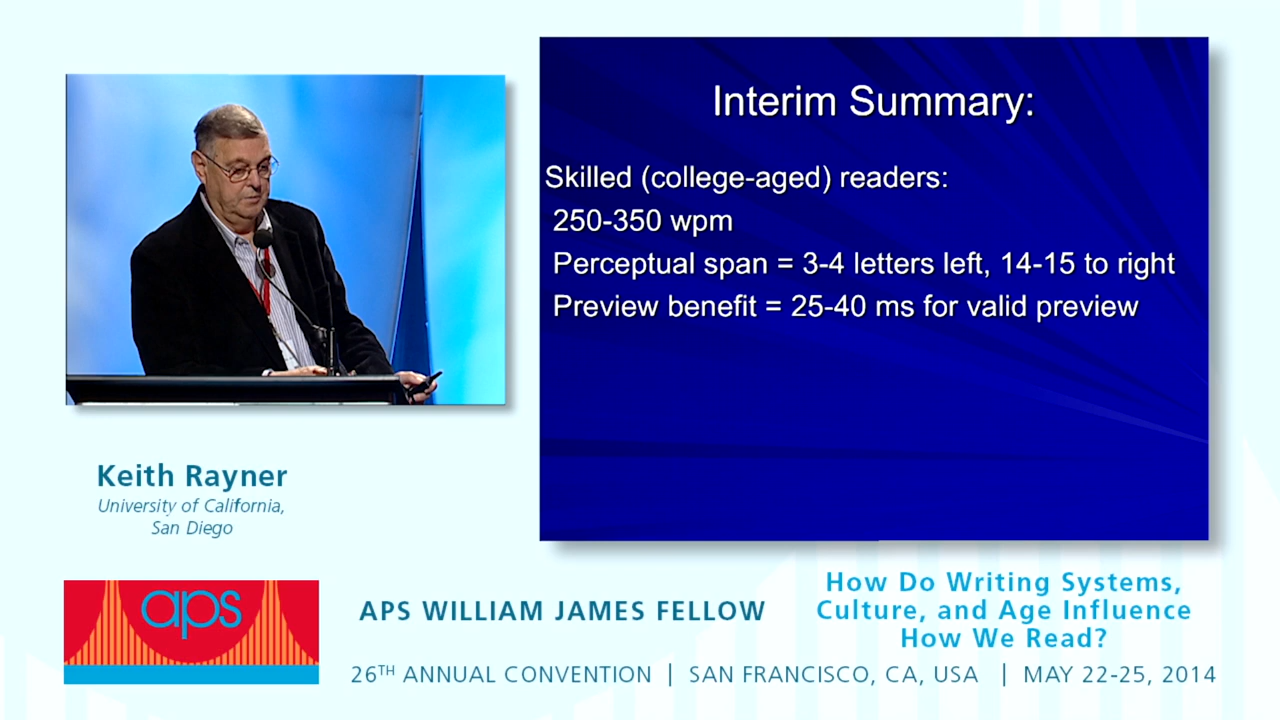 Interim Summary:
Skilled (college-aged) readers:
250-350 wpm
Perceptual span = 3-4 letters left, 14-15 to right
Preview benefit = 25-40 ms for valid preview
Keith Rayner
University of California,
San Diego
aps
APS WILLIAM JAMES FELLOW
How Do Writing Systems,
Culture, and Age Influence
How We Read?
26TH ANNUAL CONVENTION | SAN FRANCISCO, CA, USA | MAY 22-25, 2014